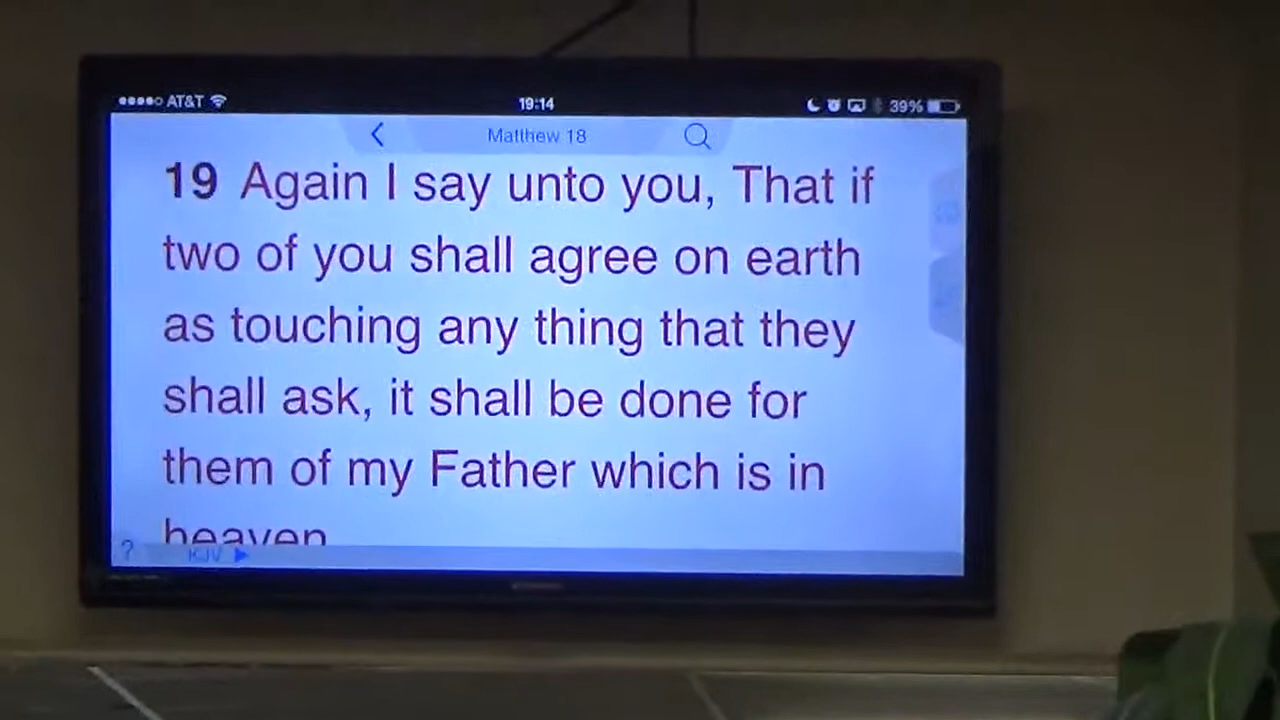 AT&T 19:14 39%
Matthew 18
19 Again I say unto you, That if
two of you shall agree on earth
as touching any thing that they
shall ask, it shall be done for
them of my Father which is in
heaven
? KJV